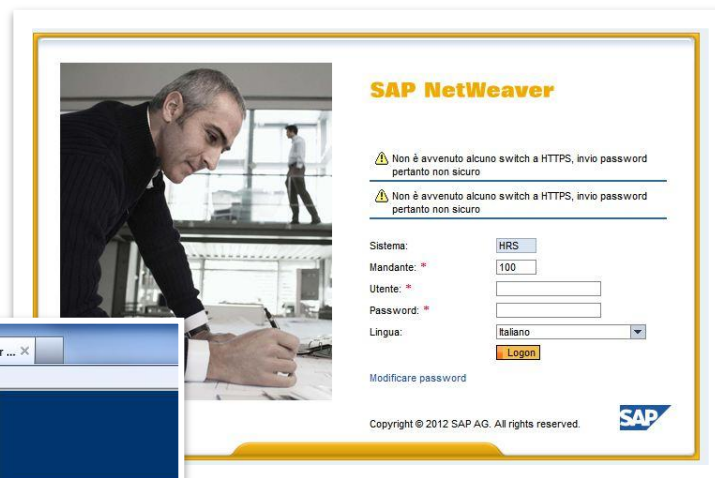 SAP NetWeaver
Non è avvenuto alcuno switch a HTTPS, invio password
pertanto non sicuro
Non è avvenuto alcuno switch a HTTPS, invio password
pertanto non sicuro
Sistema: HRS
Mandante: * 100
Utente: *
Password: *
Lingua: Italiano
Logon
Modificare password
Copyright © 2012 SAP AG. All rights reserved.
SAP
r ...